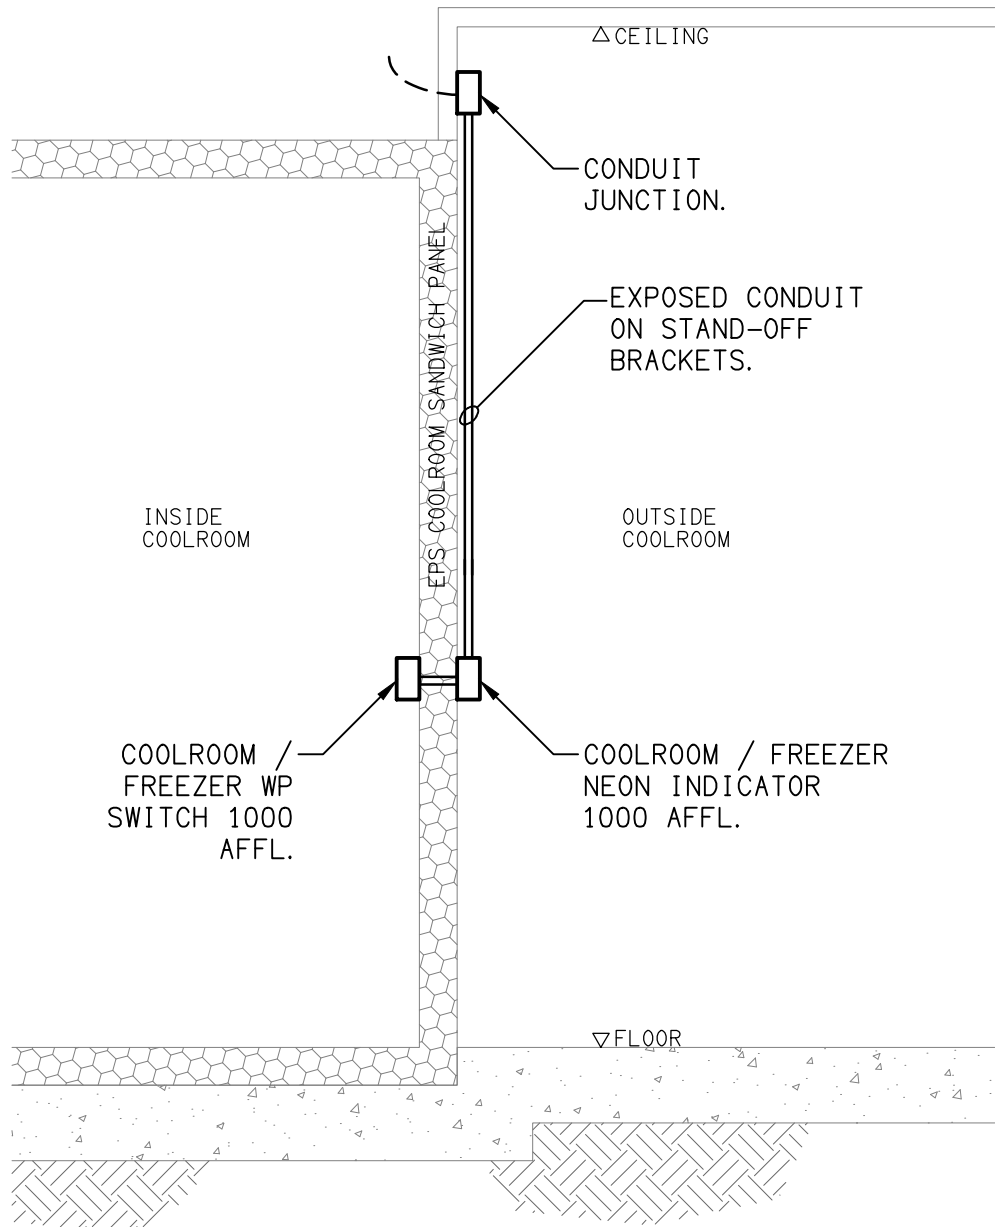 CEILING
CONDUIT
JUNCTION.
EXPOSED CONDUIT
ON STAND-OFF
BRACKETS.
EPS COOLROOM SANDWICH PANEL
INSIDE
COOLROOM
OUTSIDE
COOLROOM
COOLROOM /
FREEZER WP
SWITCH 1000
AFFL.
COOLROOM / FREEZER
NEON INDICATOR
1000 AFFL.
FLOOR